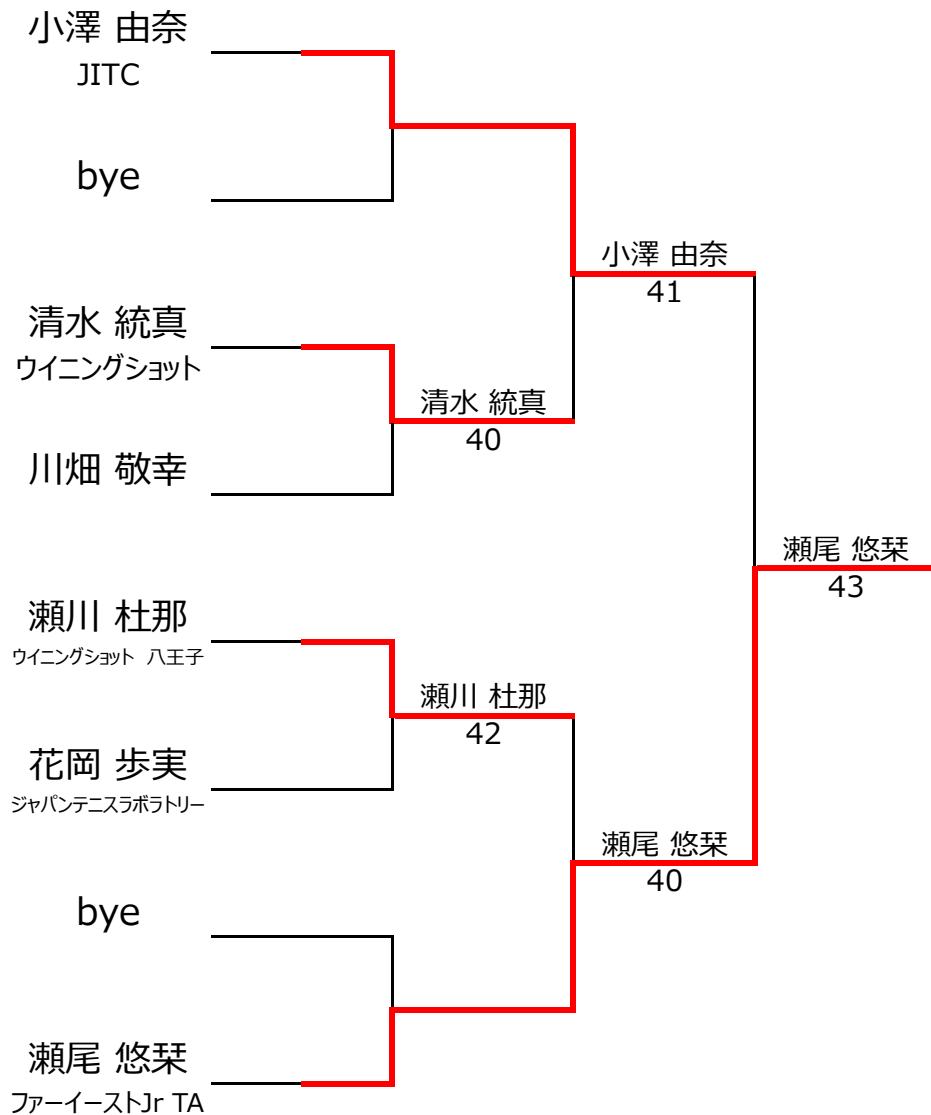 小澤 由奈
JITC
bye
小澤 由奈
41
清水 統真
ウイニングショット
清水 統真
40
川畑 敬幸
瀬尾 悠栞
43
瀬川 杜那
ウイニングショット 八王子
瀬川 杜那
42
花岡 歩実
ジャパンテニスラボラトリー
瀬尾 悠栞
40
bye
瀬尾 悠栞
ファーイーストJr TA